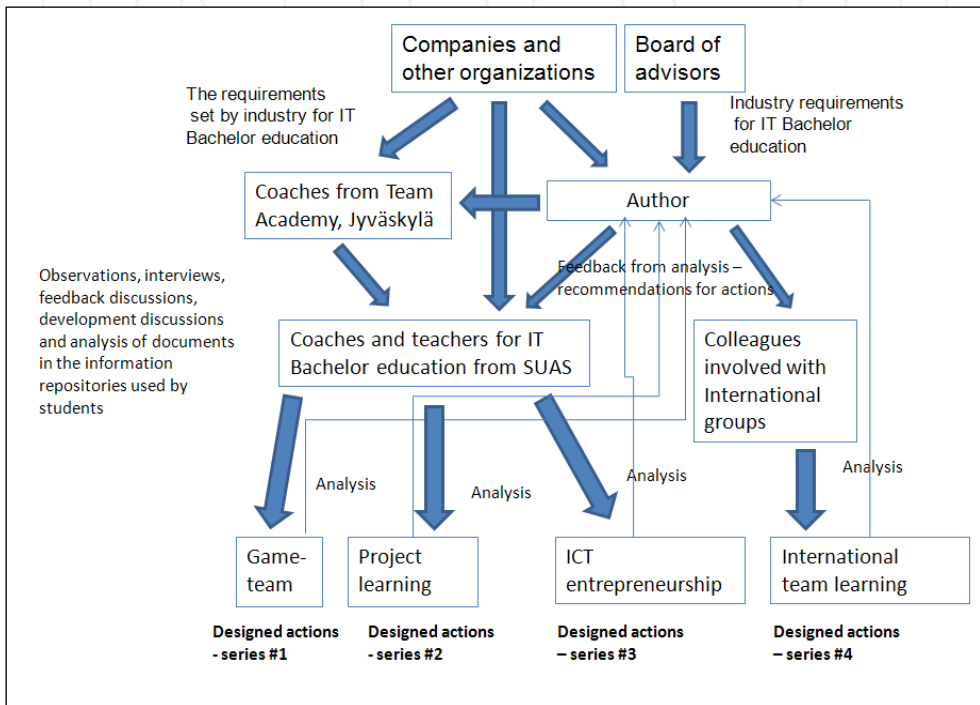 Companies and
other organizations
Board of
advisors
The requirements
set by industry for IT
Bachelor education
Industry requirements
for IT Bachelor
education
Coaches from Team
Academy, Jyväskylä
Author
Observations, interviews,
feedback discussions,
development discussions
and analysis of documents
in the information
repositories used by
students
Feedback from analysis –
recommendations for actions
Coaches and teachers for IT
Bachelor education from SUAS
Colleagues
involved with
International
groups
Analysis
Analysis
Analysis
Analysis
Game-
team
Project
learning
ICT
entrepreneurship
International
team learning
Designed actions
- series #1
Designed actions
- series #2
Designed actions
– series #3
Designed actions
– series #4